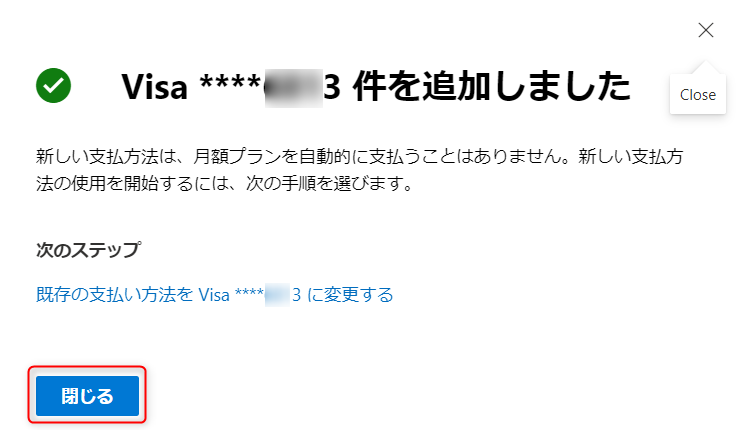 Visa ****3 件を追加しました
Close
新しい支払方法は、月額プランを自動的に支払うことはありません。新しい支払方
法の使用を開始するには、次の手順を選びます。
次のステップ
既存の支払い方法を Visa ****3 に変更する
閉じる